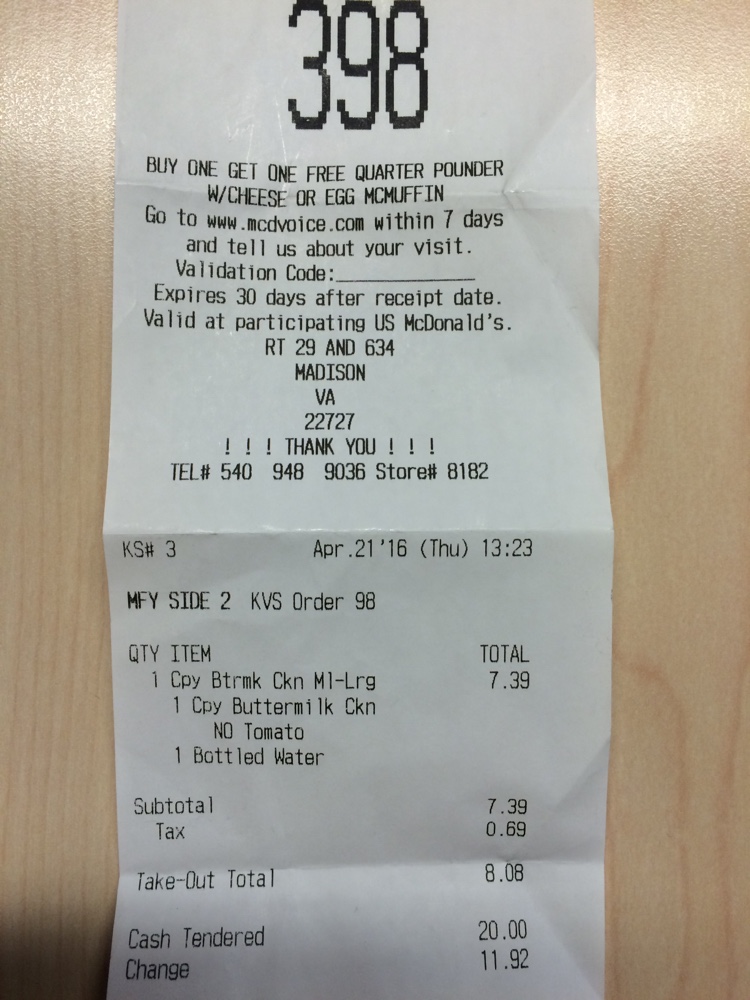 398
BUY ONE GET ONE FREE QUARTER POUNDER
W/CHEESE OR EGG MCMUFFIN
Go to www.mcdvoice.com within 7 days
and tell us about your visit.
Validation Code:____________
Expires 30 days after receipt date.
Valid at participating US McDonald's.
RT 29 AND 634
MADISON
VA
22727
! ! ! THANK YOU ! ! !
TEL# 540 948 9036 Store# 8182
KS# 3 Apr.21'16 (Thu) 13:23
MFY SIDE 2 KVS Order 98
QTY ITEM TOTAL
1 Cpy Btrmk Ckn Ml-Lrg 7.39
1 Cpy Buttermilk Ckn
NO Tomato
1 Bottled Water
Subtotal 7.39
Tax 0.69
Take-Out Total 8.08
Cash Tendered 20.00
Change 11.92